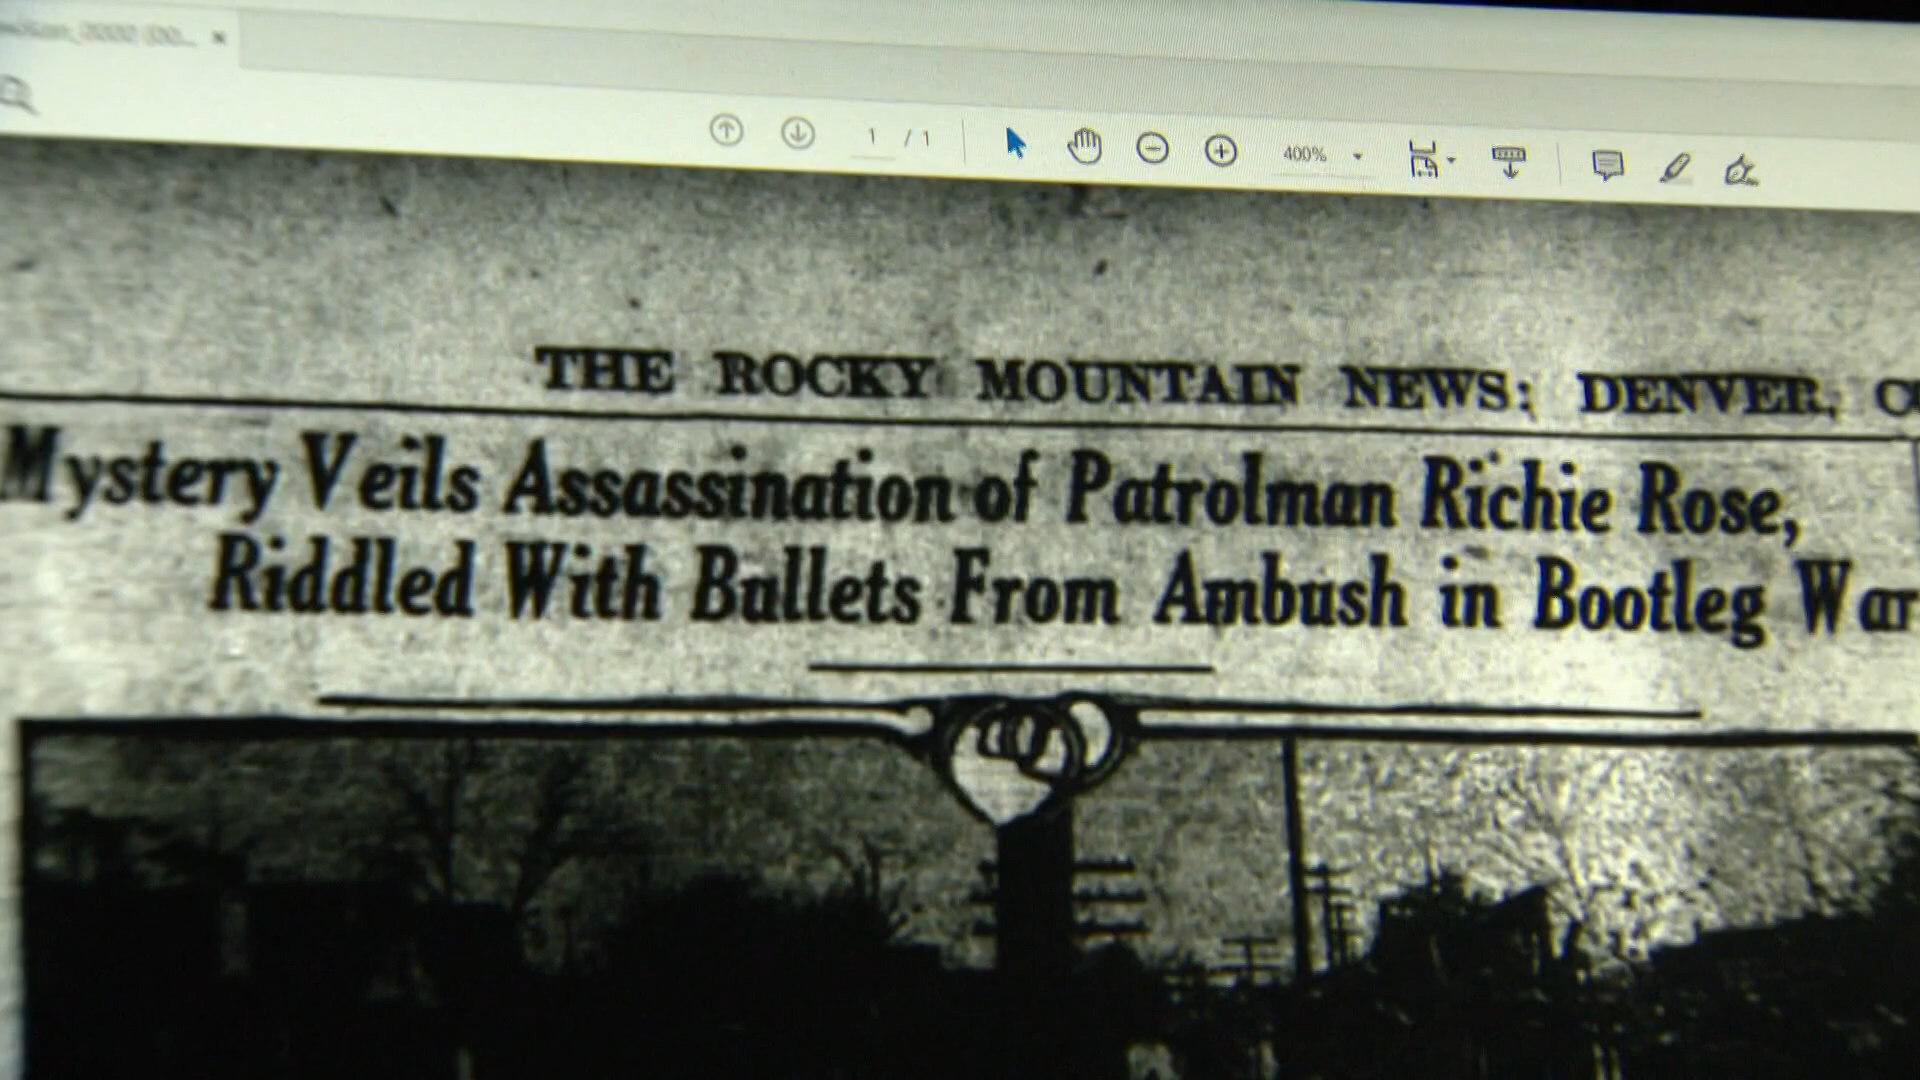 1 / 1
400%
THE ROCKY MOUNTAIN NEWS: DENVER,
Mystery Veils Assassination of Patrolman Richie Rose,
Riddled With Bullets From Ambush in Bootleg War